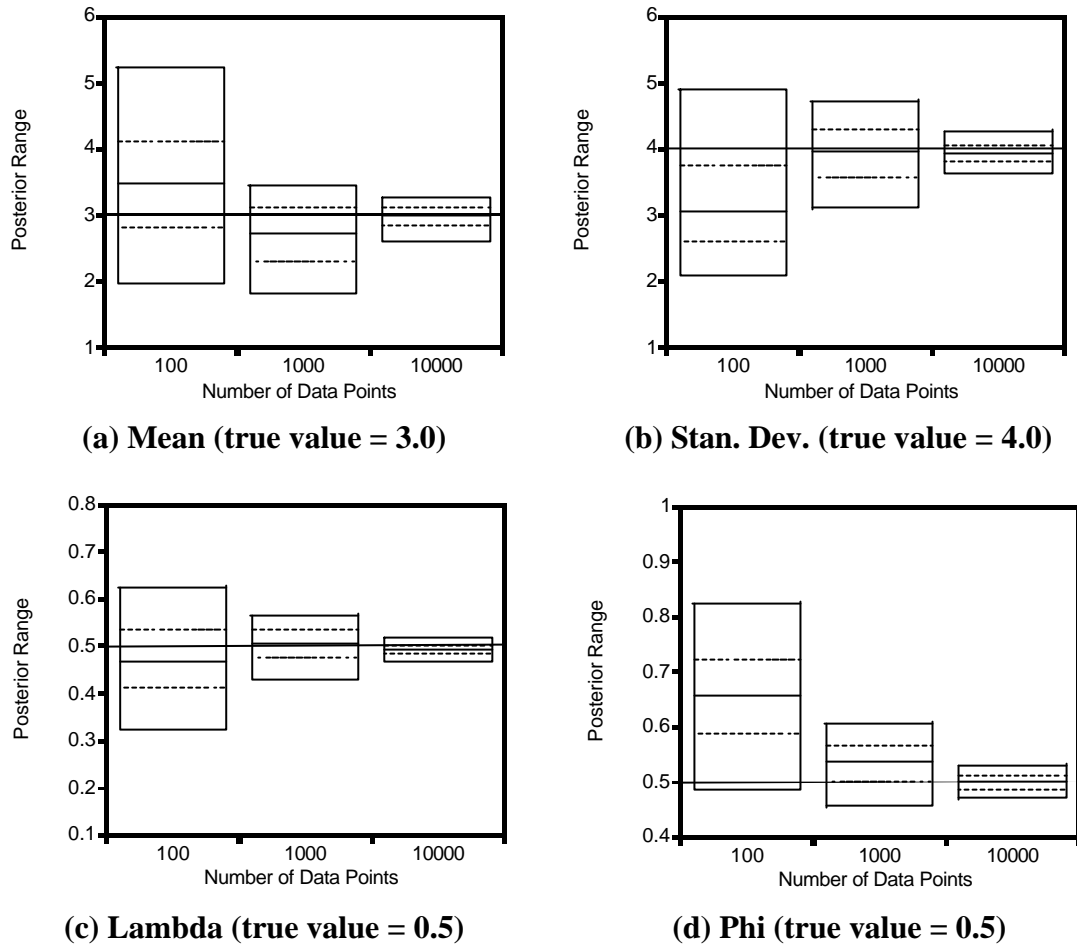 6
5
4
3
2
1
Posterior Range
100 1000 10000
Number of Data Points
(a) Mean (true value = 3.0)
6
5
4
3
2
1
Posterior Range
100 1000 10000
Number of Data Points
(b) Stan. Dev. (true value = 4.0)
0.8
0.7
0.6
0.5
0.4
0.3
0.2
0.1
Posterior Range
100 1000 10000
Number of Data Points
(c) Lambda (true value = 0.5)
1
0.9
0.8
0.7
0.6
0.5
0.4
Posterior Range
100 1000 10000
Number of Data Points
(d) Phi (true value = 0.5)